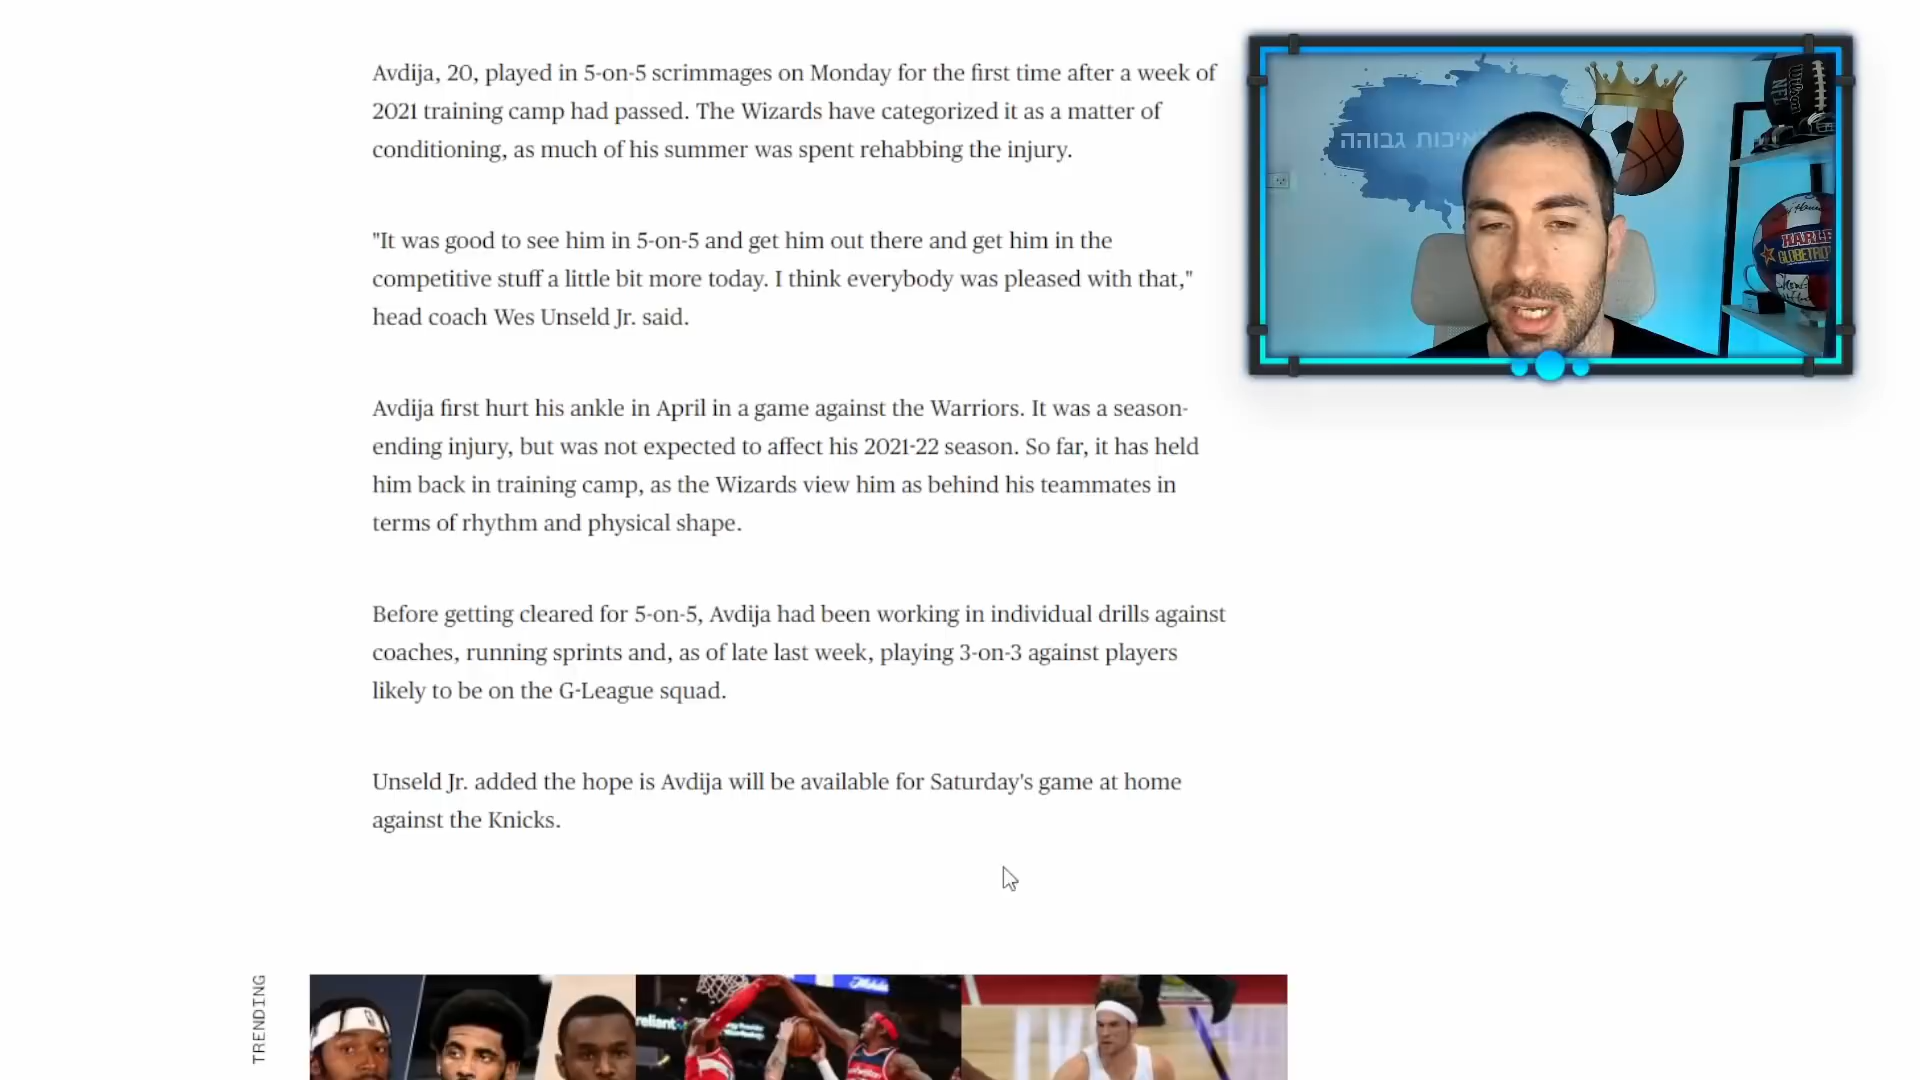 Avdija, 20, played in 5-on-5 scrimmages on Monday for the first time after a week of
2021 training camp had passed. The Wizards have categorized it as a matter of
conditioning, as much of his summer was spent rehabbing the injury.
"It was good to see him in 5-on-5 and get him out there and get him in the
competitive stuff a little bit more today. I think everybody was pleased with that,"
head coach Wes Unseld Jr. said.
Avdija first hurt his ankle in April in a game against the Warriors. It was a season-
ending injury, but was not expected to affect his 2021-22 season. So far, it has held
him back in training camp, as the Wizards view him as behind his teammates in
terms of rhythm and physical shape.
Before getting cleared for 5-on-5, Avdija had been working in individual drills against
coaches, running sprints and, as of late last week, playing 3-on-3 against players
likely to be on the G-League squad.
Unseld Jr. added the hope is Avdija will be available for Saturday's game at home
against the Knicks.
TRENDING
reliant
גבוהה
Wilson
NFL